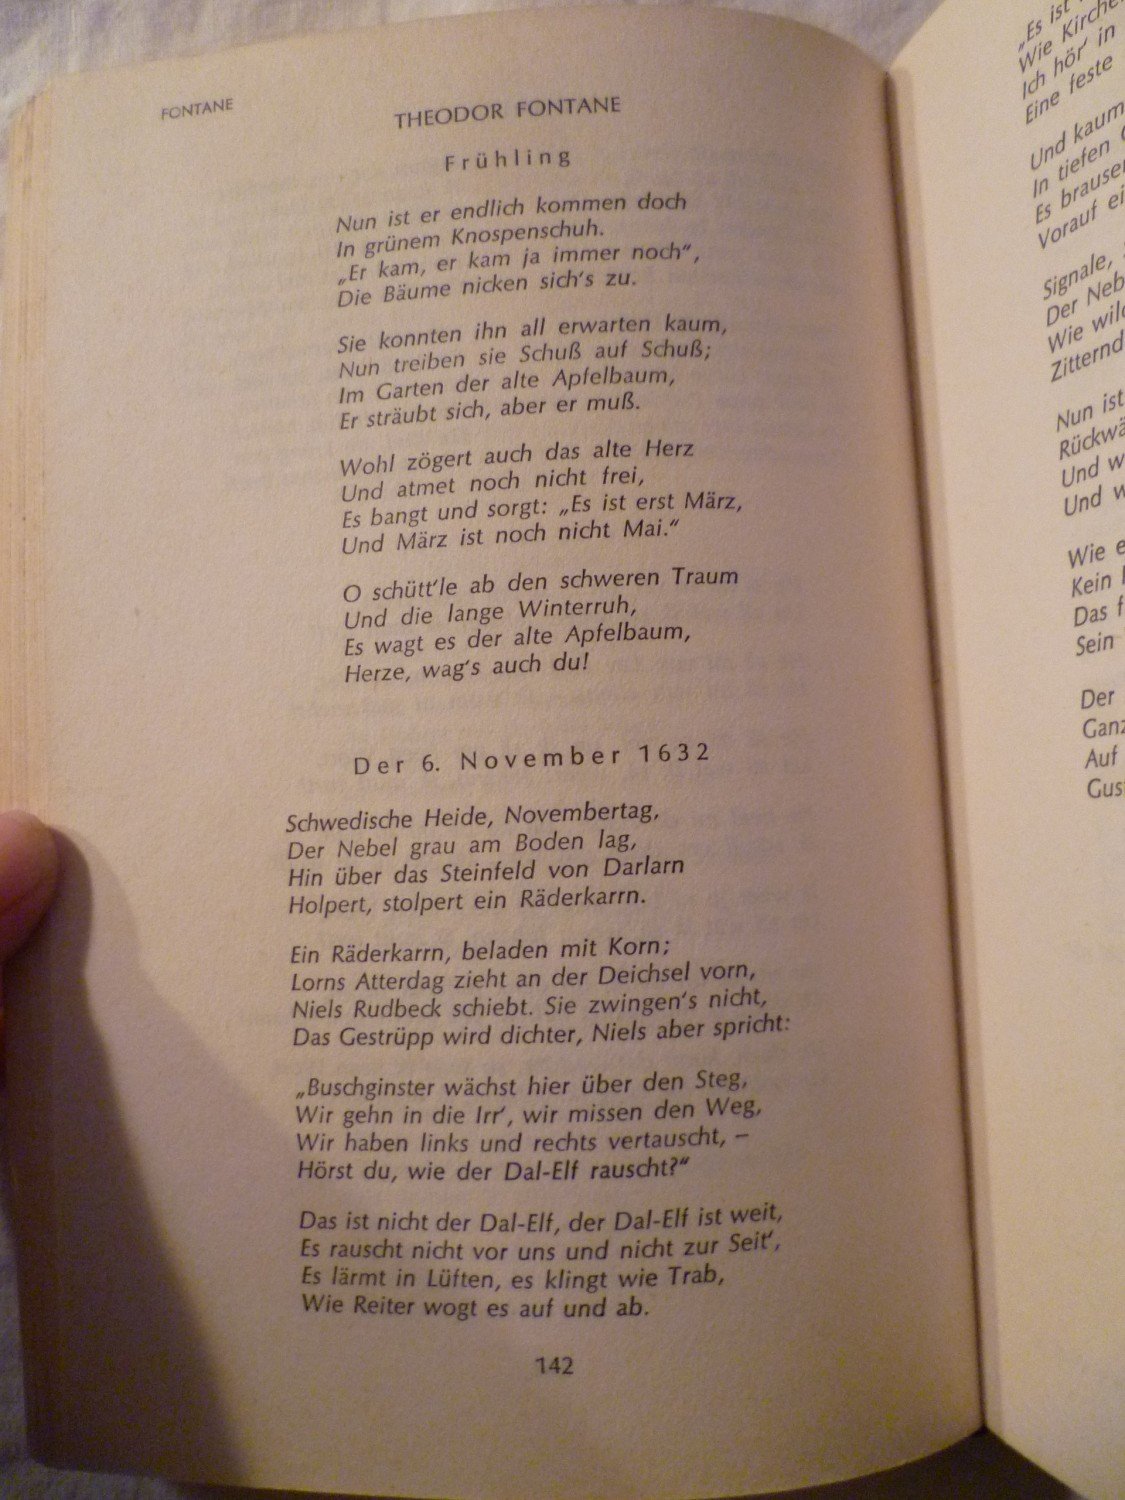 FONTANE
THEODOR FONTANE
Frühling
Nun ist er endlich kommen doch
In grünem Knospenschuh.
„Er kam, er kam ja immer noch“,
Die Bäume nicken sich's zu.
Sie konnten ihn all erwarten kaum,
Nun treiben sie Schuß auf Schuß;
Im Garten der alte Apfelbaum,
Er sträubt sich, aber er muß.
Wohl zögert auch das alte Herz
Und atmet noch nicht frei,
Es bangt und sorgt: „Es ist erst März,
Und März ist noch nicht Mai.“
O schütt'le ab den schweren Traum
Und die lange Winterruh,
Es wagt es der alte Apfelbaum,
Herze, wag's auch du!
Der 6. November 1632
Schwedische Heide, Novembertag,
Der Nebel grau am Boden lag,
Hin über das Steinfeld von Darlarn
Holpert, stolpert ein Räderkarrn.
Ein Räderkarrn, beladen mit Korn;
Lorns Atterdag zieht an der Deichsel vorn,
Niels Rudbeck schiebt. Sie zwingen's nicht,
Das Gestrüpp wird dichter, Niels aber spricht:
„Buschginster wächst hier über den Steg,
Wir gehn in die Irr', wir missen den Weg,
Wir haben links und rechts vertauscht, –
Hörst du, wie der Dal-Elf rauscht?“
Das ist nicht der Dal-Elf, der Dal-Elf ist weit,
Es rauscht nicht vor uns und nicht zur Seit',
Es lärmt in Lüften, es klingt wie Trab,
Wie Reiter wogt es auf und ab.
142
„Es ist
Wie
Ich hör' in
Eine feste
Und kaum
In tiefen
Es
Vorauf
Signale,
Der
Wie
Nun ist
Und
Und
Wie
Kein
Das
Sein
Der
Auf